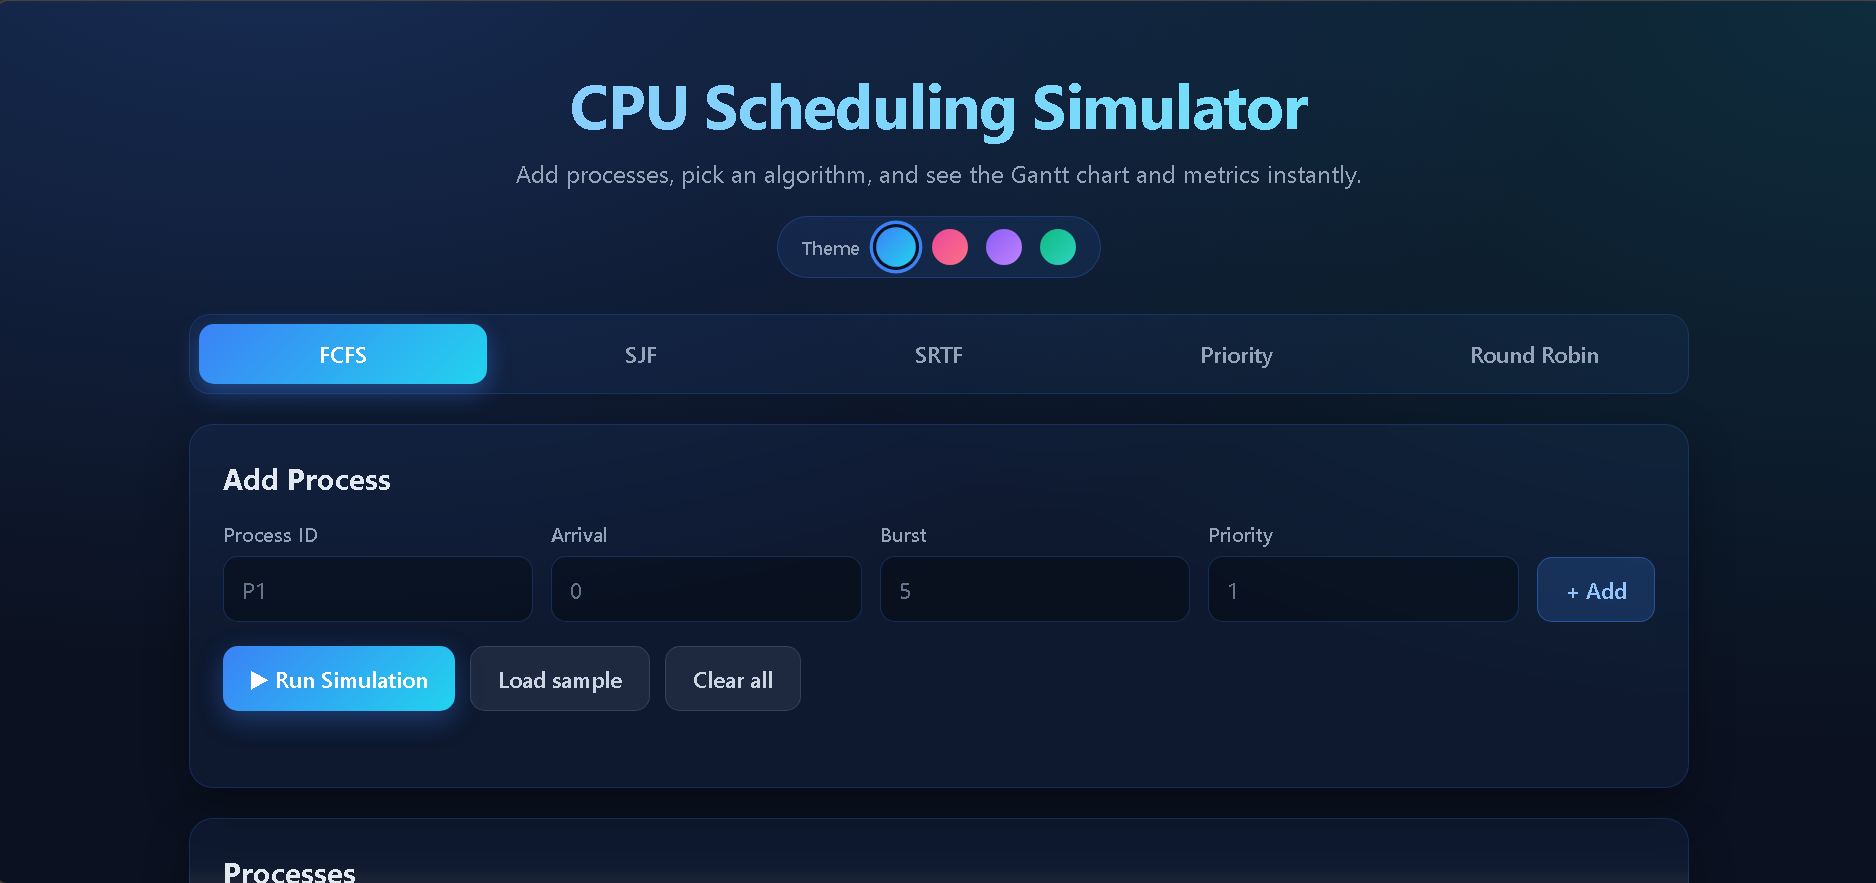 CPU Scheduling Simulator
Add processes, pick an algorithm, and see the Gantt chart and metrics instantly.
Theme
FCFS SJF SRTF Priority Round Robin
Add Process
Process ID Arrival Burst Priority
P1 0 5 1 + Add
▶ Run Simulation Load sample Clear all
Processes